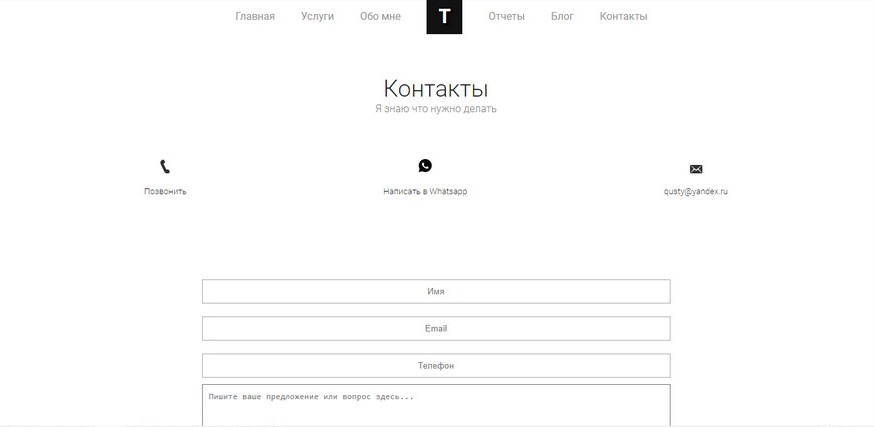 Главная Услуги Обо мне T Отчеты Блог Контакты
Контакты
Я знаю что нужно делать
Позвонить Написать в Whatsapp qusty@yandex.ru
Имя
Email
Телефон
Пишите ваше предложение или вопрос здесь...